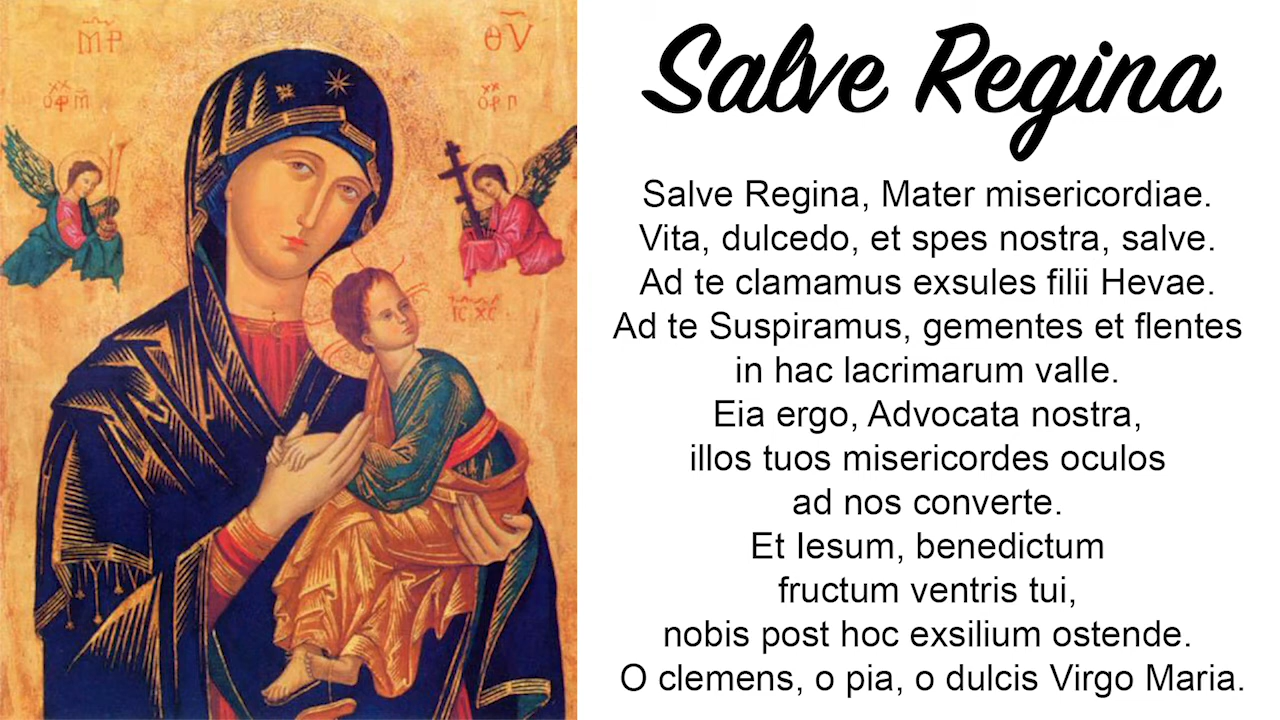 ΜΡ
ΘΥ
Salve Regina
Salve Regina, Mater misericordiae.
Vita, dulcedo, et spes nostra, salve.
Ad te clamamus exsules filii Hevae.
Ad te Suspiramus, gementes et flentes
in hac lacrimarum valle.
Eia ergo, Advocata nostra,
illos tuos misericordes oculos
ad nos converte.
Et Iesum, benedictum
fructum ventris tui,
nobis post hoc exsilium ostende.
O clemens, o pia, o dulcis Virgo Maria.
IC XC